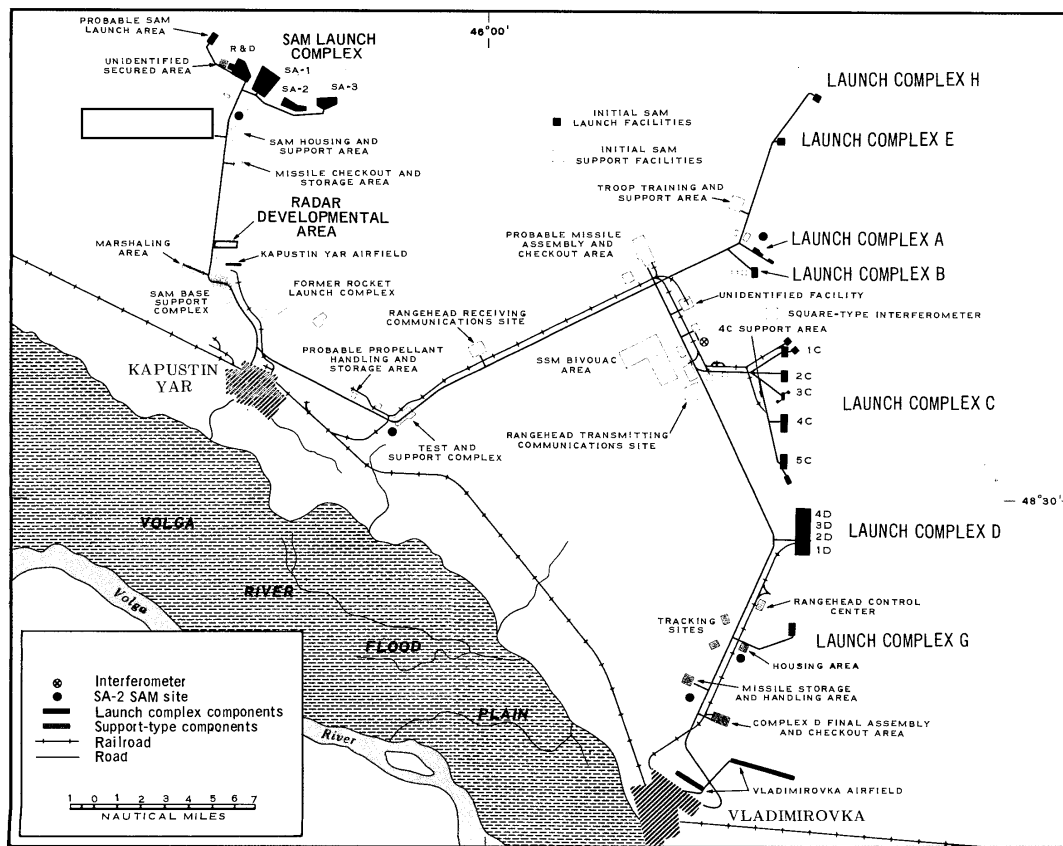 46°00'
PROBABLE SAM
LAUNCH AREA
R & D
SAM LAUNCH
COMPLEX
UNIDENTIFIED
SECURED AREA
SA-1
SA-2
SA-3
SAM HOUSING AND
SUPPORT AREA
MISSILE CHECKOUT AND
STORAGE AREA
RADAR
DEVELOPMENTAL
AREA
MARSHALING
AREA
KAPUSTIN YAR AIRFIELD
SAM BASE
SUPPORT
COMPLEX
FORMER ROCKET
LAUNCH COMPLEX
INITIAL SAM
LAUNCH FACILITIES
INITIAL SAM
SUPPORT FACILITIES
LAUNCH COMPLEX H
LAUNCH COMPLEX E
TROOP TRAINING AND
SUPPORT AREA
PROBABLE MISSILE
ASSEMBLY AND
CHECKOUT AREA
LAUNCH COMPLEX A
LAUNCH COMPLEX B
UNIDENTIFIED FACILITY
SQUARE-TYPE INTERFEROMETER
4C SUPPORT AREA
RANGEHEAD RECEIVING
COMMUNICATIONS SITE
PROBABLE PROPELLANT
HANDLING AND
STORAGE AREA
SSM BIVOUAC
AREA
1C
2C
3C
4C
5C
LAUNCH COMPLEX C
KAPUSTIN
YAR
TEST AND
SUPPORT COMPLEX
RANGEHEAD TRANSMITTING
COMMUNICATIONS SITE
48°30'
4D
3D
2D
1D
LAUNCH COMPLEX D
VOLGA
RIVER
FLOOD
PLAIN
Volga
River
RANGEHEAD CONTROL
CENTER
TRACKING
SITES
LAUNCH COMPLEX G
HOUSING AREA
MISSILE STORAGE
AND HANDLING AREA
COMPLEX D FINAL ASSEMBLY
AND CHECKOUT AREA
VLADIMIROVKA AIRFIELD
VLADIMIROVKA
Interferometer
SA-2 SAM site
Launch complex components
Support-type components
Railroad
Road
1 0 1 2 3 4 5 6 7
NAUTICAL MILES